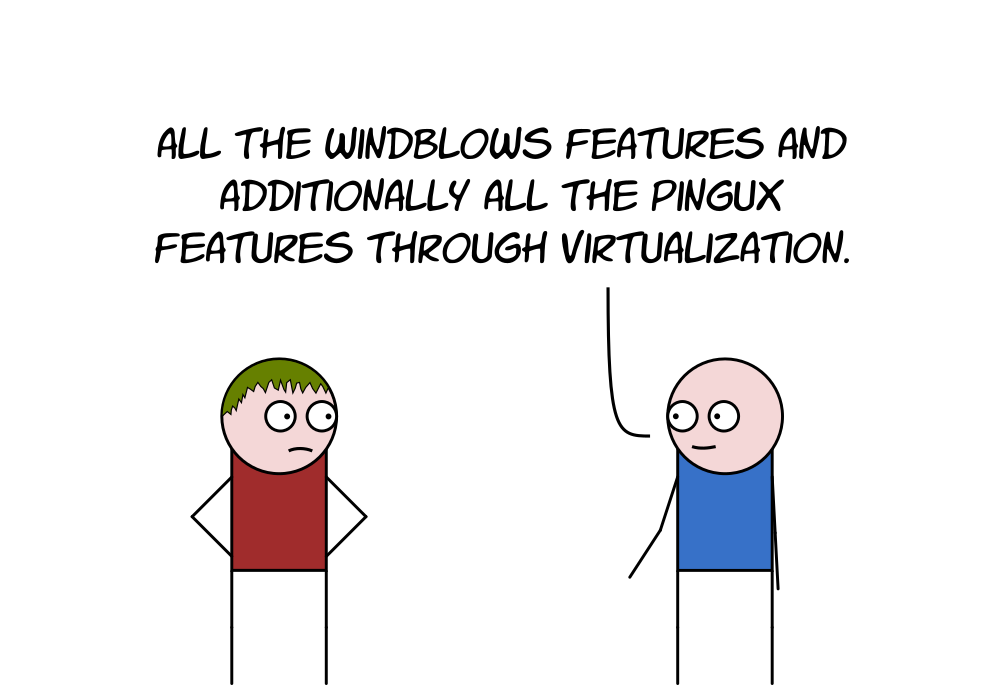 ALL THE WINDBLOWS FEATURES AND
ADDITIONALLY ALL THE PINGUX
FEATURES THROUGH VIRTUALIZATION.